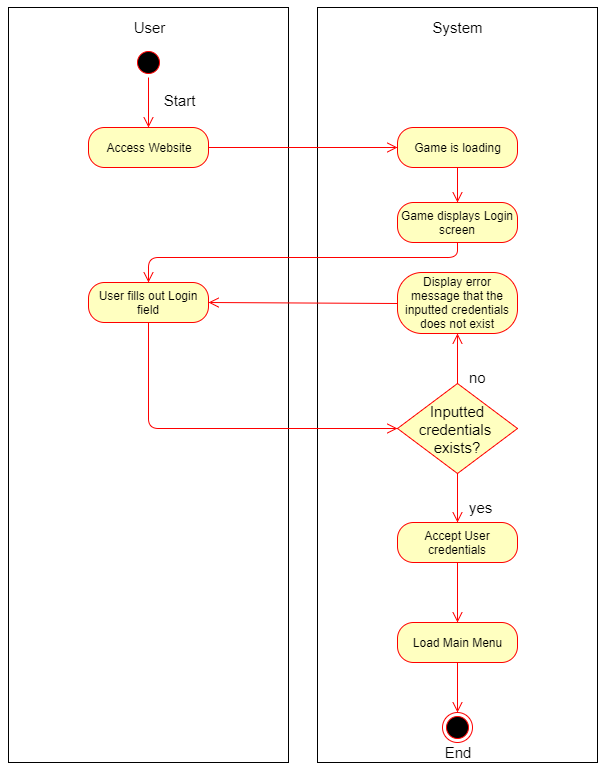 User
System
Start
Access Website
Game is loading
Game displays Login
screen
User fills out Login
field
Display error
message that the
inputted credentials
does not exist
no
Inputted
credentials
exists?
yes
Accept User
credentials
Load Main Menu
End